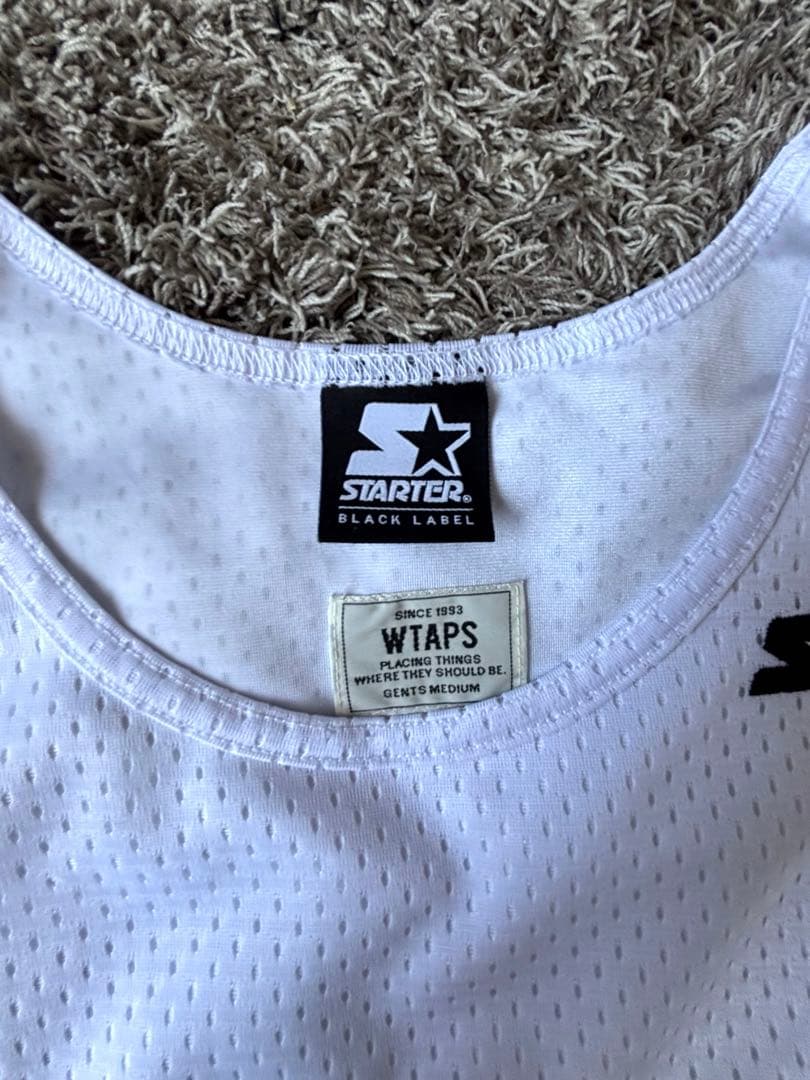 STARTER®
BLACK LABEL
SINCE 1993
WTAPS
PLACING THINGS
WHERE THEY SHOULD BE.
GENTS MEDIUM